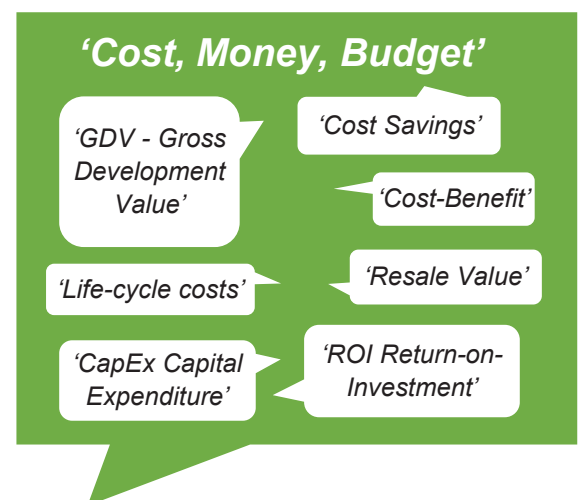 ‘Cost, Money, Budget’
‘GDV - Gross
Development
Value’
‘Cost Savings’
‘Cost-Benefit’
‘Life-cycle costs’
‘Resale Value’
‘CapEx Capital
Expenditure’
‘ROI Return-on-
Investment’